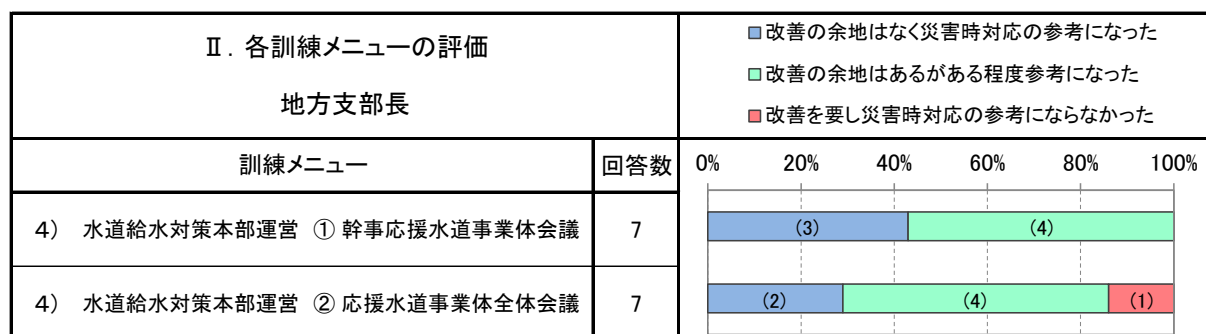 Ⅱ. 各訓練メニューの評価
地方支部長
改善の余地はなく災害時対応の参考になった
改善の余地はあるがある程度参考になった
改善を要し災害時対応の参考にならなかった
訓練メニュー 回答数
0% 20% 40% 60% 80% 100%
4) 水道給水対策本部運営 ① 幹事応援水道事業体会議 7
(3) (4)
4) 水道給水対策本部運営 ② 応援水道事業体全体会議 7
(2) (4) (1)